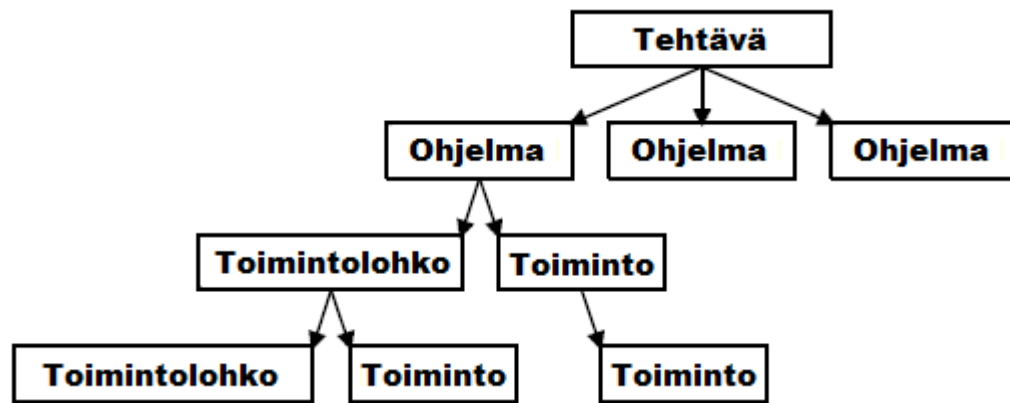 Tehtävä
Ohjelma
Ohjelma
Ohjelma
Toimintolohko
Toiminto
Toimintolohko
Toiminto
Toiminto